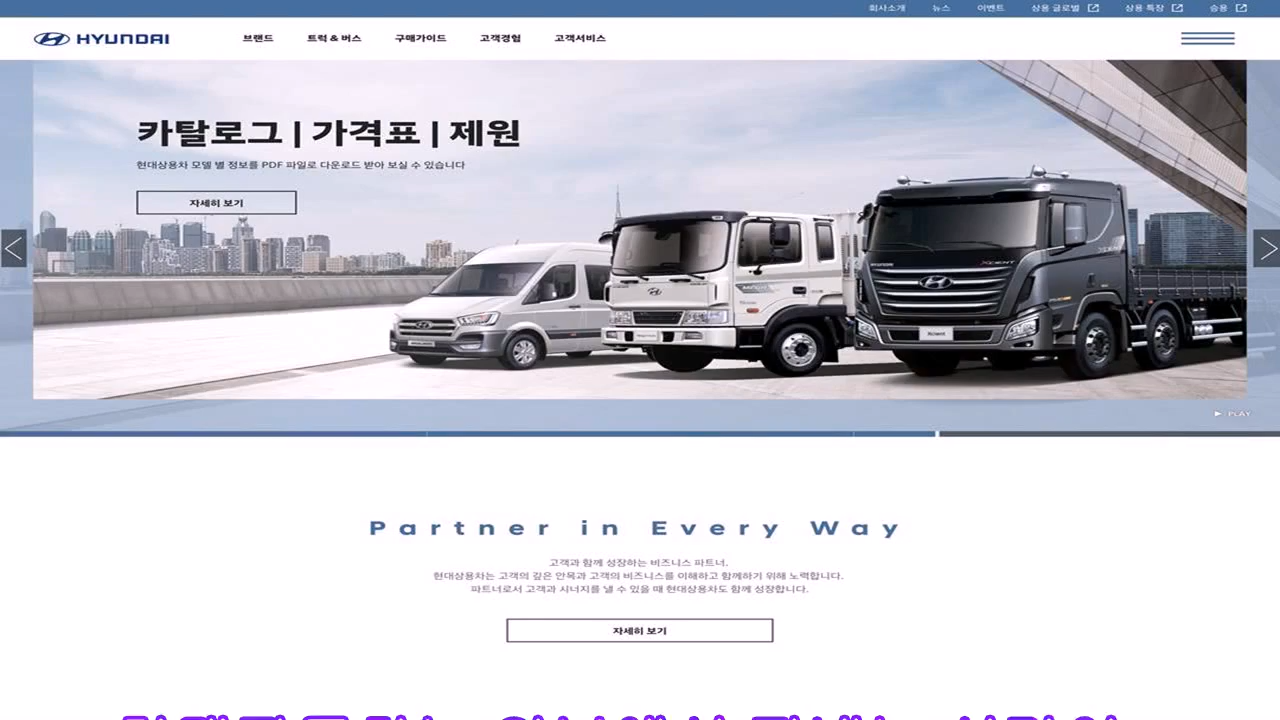 회사소개 뉴스 이벤트 상용 글로벌 상용 특장 승용
HYUNDAI 브랜드 트럭 & 버스 구매가이드 고객경험 고객서비스
카탈로그 | 가격표 | 제원
현대상용차 모델 별 정보를 PDF 파일로 다운로드 받아 보실 수 있습니다
자세히 보기
HYUNDAI XCIENT
XCIENT
PLAY
Partner in Every Way
고객과 함께 성장하는 비즈니스 파트너.
현대상용차는 고객의 깊은 안목과 고객의 비즈니스를 이해하고 함께하기 위해 노력합니다.
파트너로서 고객과 시너지를 낼 수 있을 때 현대상용차도 함께 성장합니다.
자세히 보기